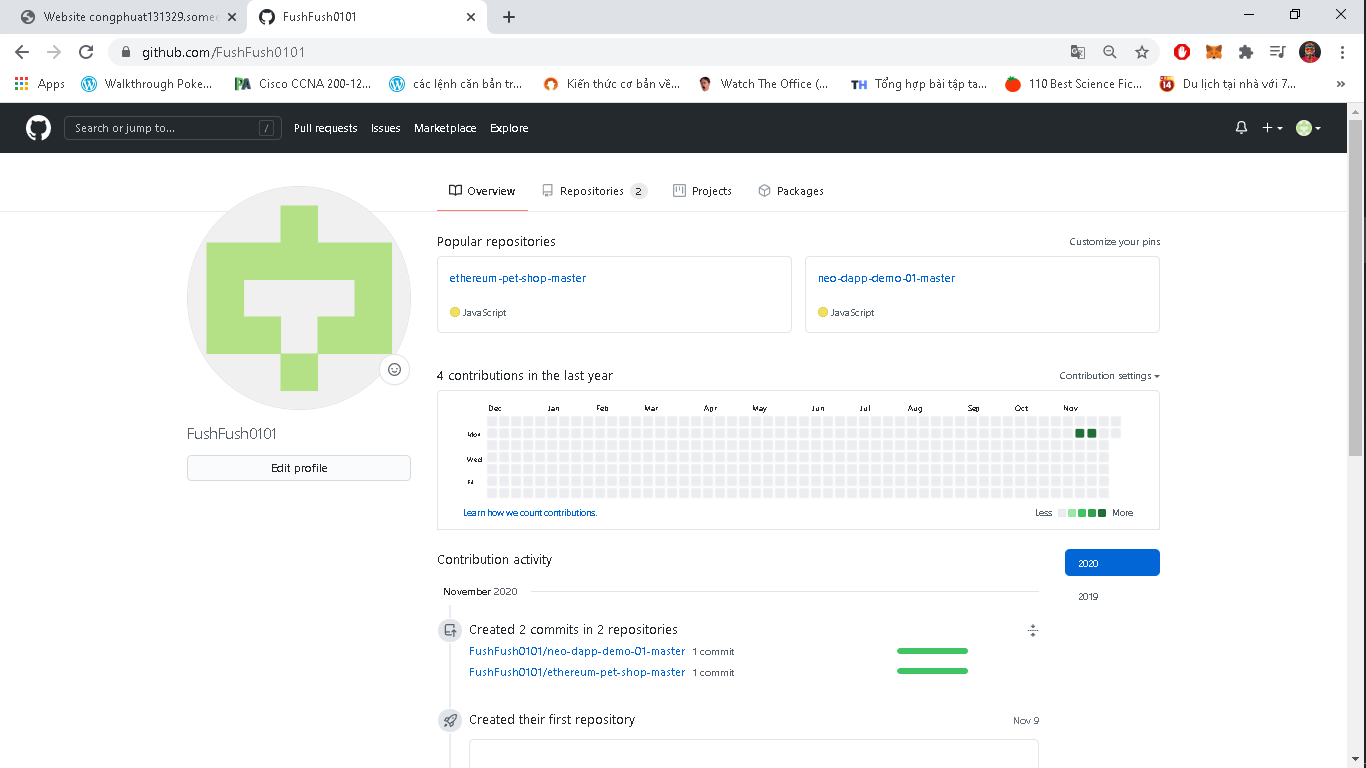 Website congphuat131329.some
FushFush0101
github.com/FushFush0101
Apps
Walkthrough Poke...
Cisco CCNA 200-12...
các lệnh căn bản tr...
Kiến thức cơ bản về...
Watch The Office (...
TH Tổng hợp bài tập ta...
110 Best Science Fic...
14 Du lịch tại nhà với 7...
»
Search or jump to... /
Pull requests
Issues
Marketplace
Explore
Overview
Repositories 2
Projects
Packages
Popular repositories
Customize your pins
ethereum-pet-shop-master
JavaScript
neo-dapp-demo-01-master
JavaScript
4 contributions in the last year
Contribution settings
Dec Jan Feb Mar Apr May Jun Jul Aug Sep Oct Nov
Mon
Wed
Fri
Learn how we count contributions.
Less More
FushFush0101
Edit profile
Contribution activity
2020
2019
November 2020
Created 2 commits in 2 repositories
FushFush0101/neo-dapp-demo-01-master 1 commit
FushFush0101/ethereum-pet-shop-master 1 commit
Created their first repository
Nov 9